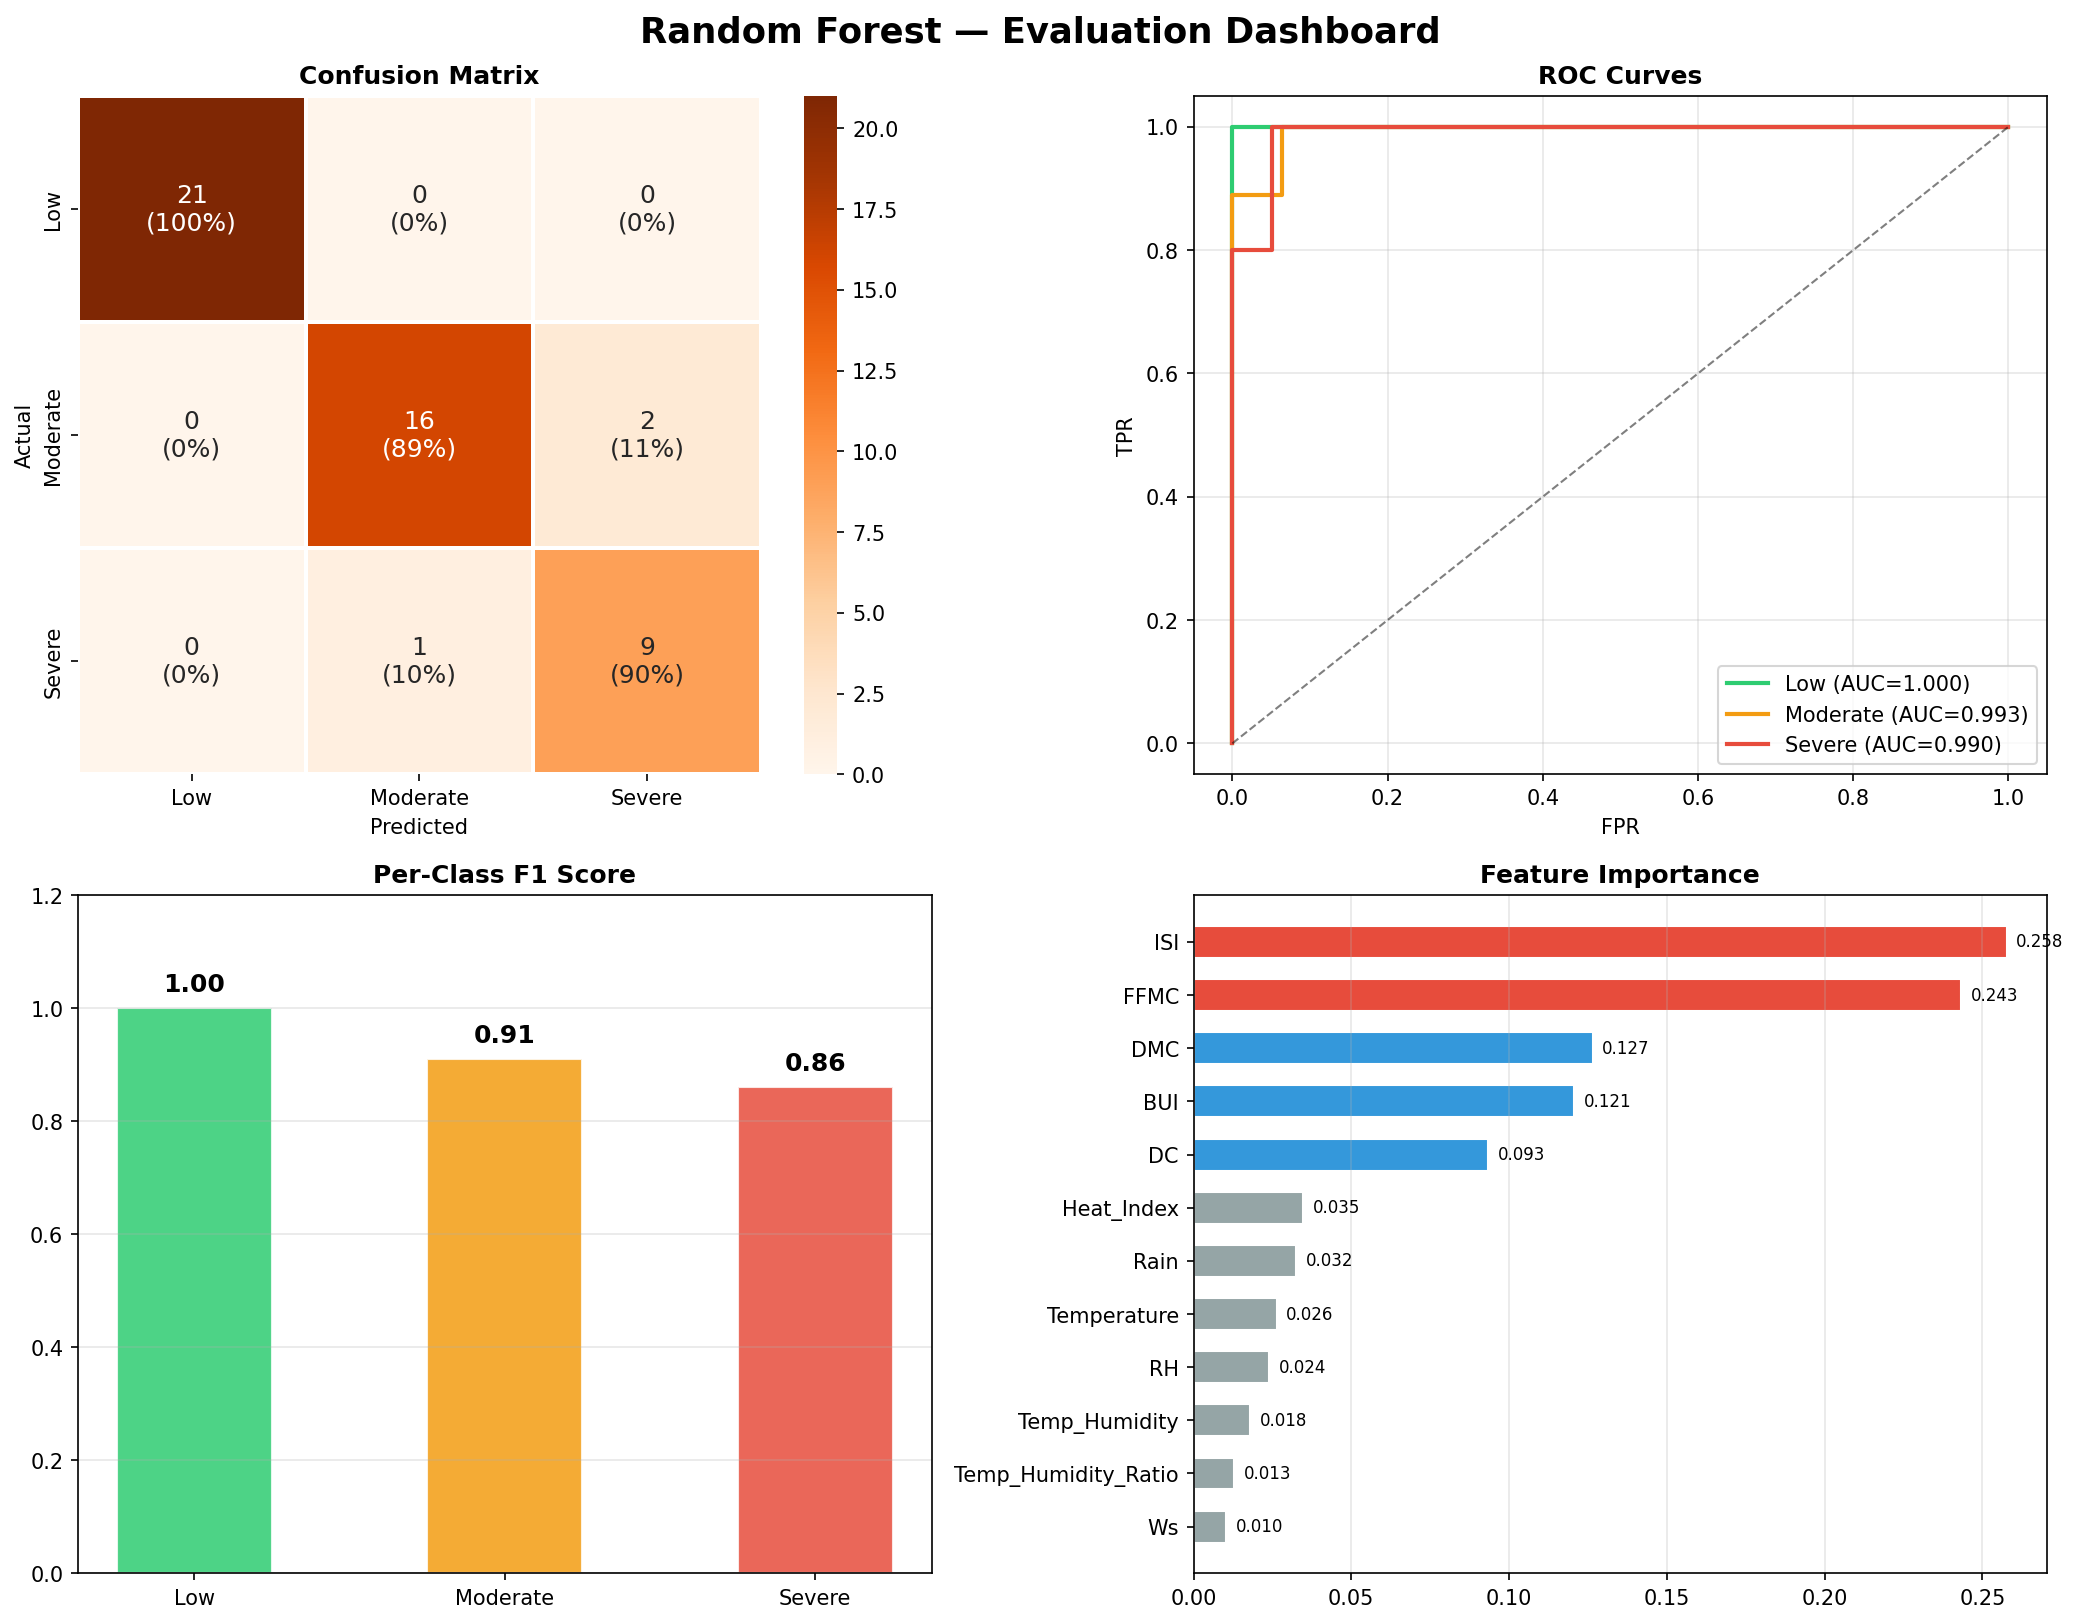 Random Forest — Evaluation Dashboard
Confusion Matrix
Low
Moderate
Severe
Actual
21
(100%)
0
(0%)
0
(0%)
0
(0%)
16
(89%)
2
(11%)
0
(0%)
1
(10%)
9
(90%)
Low
Moderate
Severe
Predicted
20.0
17.5
15.0
12.5
10.0
7.5
5.0
2.5
0.0
ROC Curves
TPR
1.0
0.8
0.6
0.4
0.2
0.0
Low (AUC=1.000)
Moderate (AUC=0.993)
Severe (AUC=0.990)
0.0 0.2 0.4 0.6 0.8 1.0
FPR
Per-Class F1 Score
1.2
1.0
0.8
0.6
0.4
0.2
0.0
1.00
0.91
0.86
Low
Moderate
Severe
Feature Importance
ISI 0.258
FFMC 0.243
DMC 0.127
BUI 0.121
DC 0.093
Heat_Index 0.035
Rain 0.032
Temperature 0.026
RH 0.024
Temp_Humidity 0.018
Temp_Humidity_Ratio 0.013
Ws 0.010
0.00 0.05 0.10 0.15 0.20 0.25